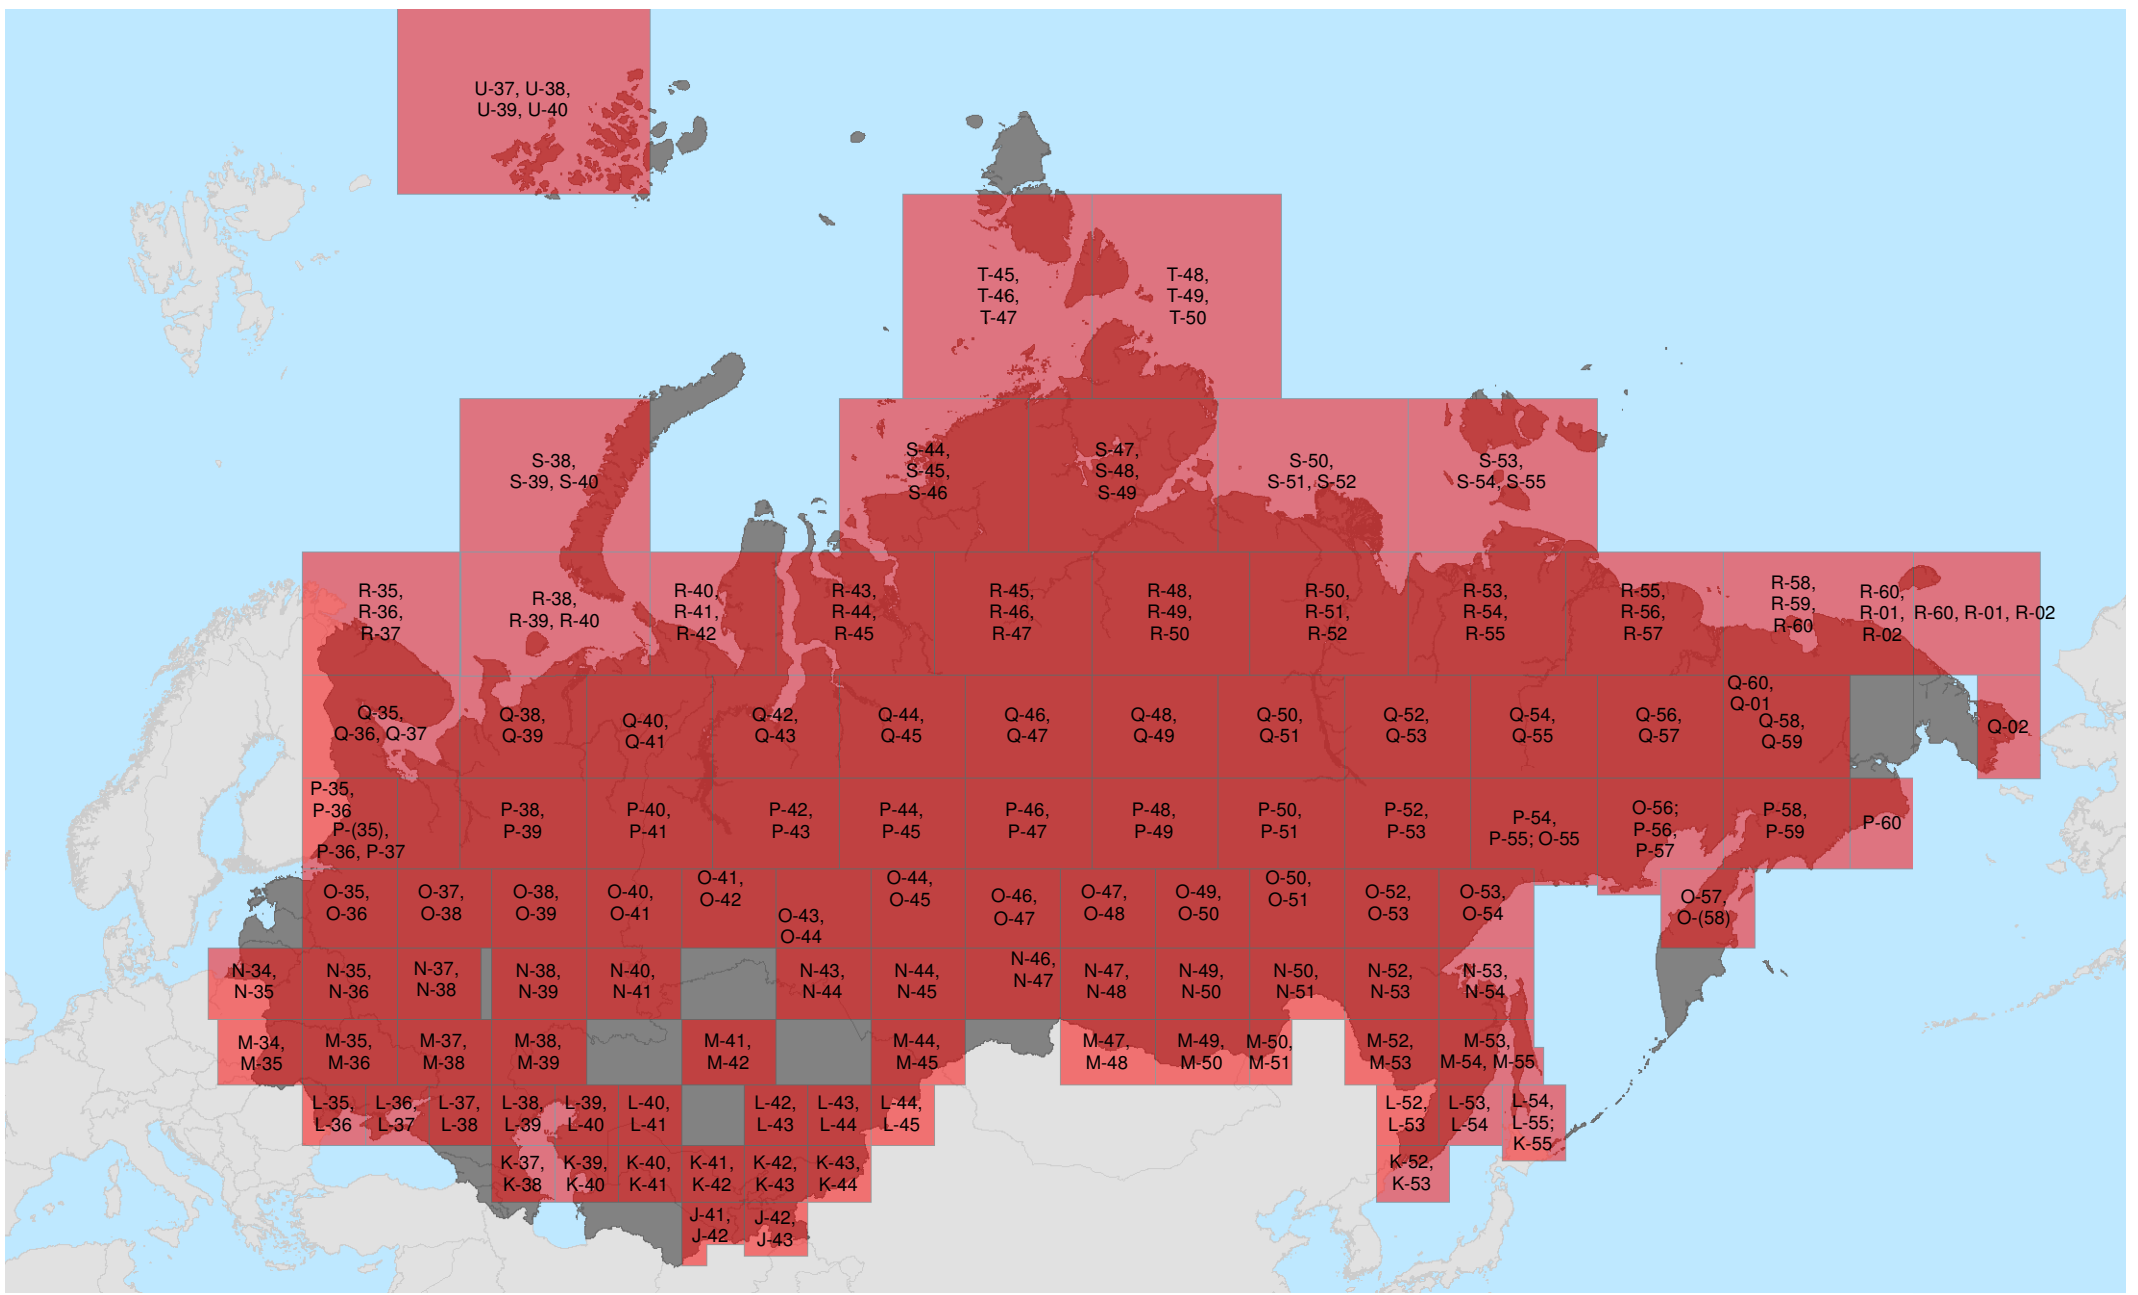 U-37, U-38,
U-39, U-40
T-45,
T-46,
T-47
T-48,
T-49,
T-50
S-38,
S-39, S-40
S-44,
S-45,
S-46
S-47,
S-48,
S-49
S-50,
S-51, S-52
S-53,
S-54, S-55
R-35,
R-36,
R-37
R-38,
R-39, R-40
R-40,
R-41,
R-42
R-43,
R-44,
R-45
R-45,
R-46,
R-47
R-48,
R-49,
R-50
R-50,
R-51,
R-52
R-53,
R-54,
R-55
R-55,
R-56,
R-57
R-58,
R-59,
R-60
R-60,
R-01,
R-02
R-60, R-01, R-02
Q-35,
Q-36, Q-37
Q-38,
Q-39
Q-40,
Q-41
Q-42,
Q-43
Q-44,
Q-45
Q-46,
Q-47
Q-48,
Q-49
Q-50,
Q-51
Q-52,
Q-53
Q-54,
Q-55
Q-56,
Q-57
Q-60,
Q-01
Q-58,
Q-59
Q-02
P-35,
P-36
P-(35),
P-36, P-37
P-38,
P-39
P-40,
P-41
P-42,
P-43
P-44,
P-45
P-46,
P-47
P-48,
P-49
P-50,
P-51
P-52,
P-53
P-54,
P-55; O-55
O-56;
P-56,
P-57
P-58,
P-59
P-60
O-35,
O-36
O-37,
O-38
O-38,
O-39
O-40,
O-41
O-41,
O-42
O-43,
O-44
O-44,
O-45
O-46,
O-47
O-47,
O-48
O-49,
O-50
O-50,
O-51
O-52,
O-53
O-53,
O-54
O-57,
O-(58)
N-34,
N-35
N-35,
N-36
N-37,
N-38
N-38,
N-39
N-40,
N-41
N-43,
N-44
N-44,
N-45
N-46,
N-47
N-47,
N-48
N-49,
N-50
N-50,
N-51
N-52,
N-53
N-53,
N-54
M-34,
M-35
M-35,
M-36
M-37,
M-38
M-38,
M-39
M-41,
M-42
M-44,
M-45
M-47,
M-48
M-49,
M-50
M-50,
M-51
M-52,
M-53
M-53,
M-54, M-55
L-35,
L-36
L-36,
L-37
L-37,
L-38
L-38,
L-39
L-39,
L-40
L-40,
L-41
L-42,
L-43
L-43,
L-44
L-44,
L-45
L-52,
L-53
L-53,
L-54
L-54,
L-55;
K-55
K-37,
K-38
K-39,
K-40
K-40,
K-41
K-41,
K-42
K-42,
K-43
K-43,
K-44
K-52,
K-53
J-41,
J-42
J-42,
J-43